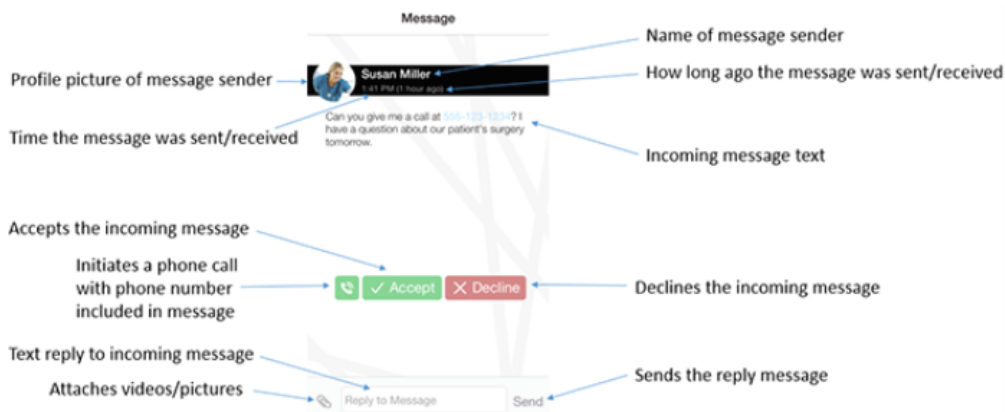 Message
Name of message sender
Profile picture of message sender
Susan Miller
How long ago the message was sent/received
1:41 PM (1 hour ago)
Time the message was sent/received
Can you give me a call at 555-123-1234? I
have a question about our patient's surgery
tomorrow.
Incoming message text
Accepts the incoming message
Initiates a phone call
with phone number
included in message
Accept
Decline
Declines the incoming message
Text reply to incoming message
Attaches videos/pictures
Reply to Message
Send
Sends the reply message